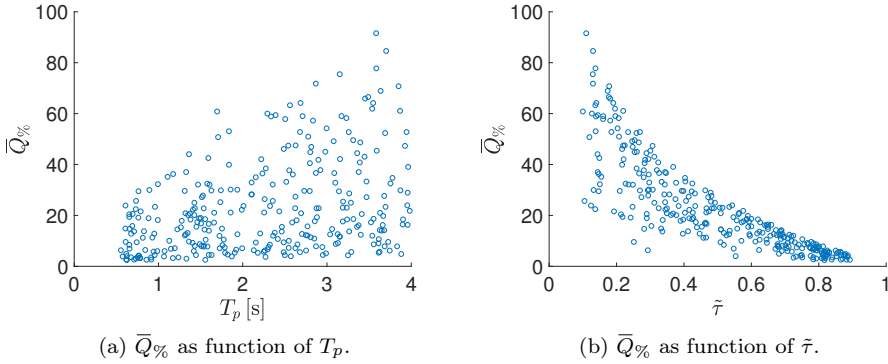 100
80
60
40
20
0
Q̅%
0 1 2 3 4
T_p [s]
(a) Q̅% as function of T_p.
100
80
60
40
20
0
Q̅%
0 0.2 0.4 0.6 0.8 1
τ̃
(b) Q̅% as function of τ̃.